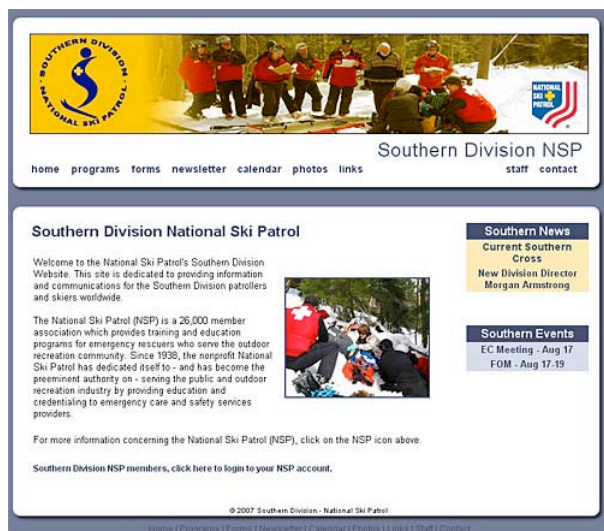 SOUTHERN DIVISION
NATIONAL SKI PATROL
NATIONAL
SKI
PATROL
Southern Division NSP
home programs forms newsletter calendar photos links staff contact
Southern Division National Ski Patrol
Welcome to the National Ski Patrol's Southern Division
Website. This site is dedicated to providing information
and communications for the Southern Division patrollers
and skiers worldwide.
The National Ski Patrol (NSP) is a 26,000 member
association which provides training and education
programs for emergency rescuers who serve the outdoor
recreation community. Since 1938, the nonprofit National
Ski Patrol has dedicated itself to - and has become the
preeminent authority on - serving the public and outdoor
recreation industry by providing education and
credentialing to emergency care and safety services
providers.
For more information concerning the National Ski Patrol (NSP), click on the NSP icon above.
Southern Division NSP members, click here to login to your NSP account.
Southern News
Current Southern
Cross
New Division Director
Morgan Armstrong
Southern Events
EC Meeting - Aug 17
FOM - Aug 17-19
© 2007 Southern Division - National Ski Patrol
Home | Programs | Forms | Newsletter | Calendar | Photos | Links | Staff | Contact